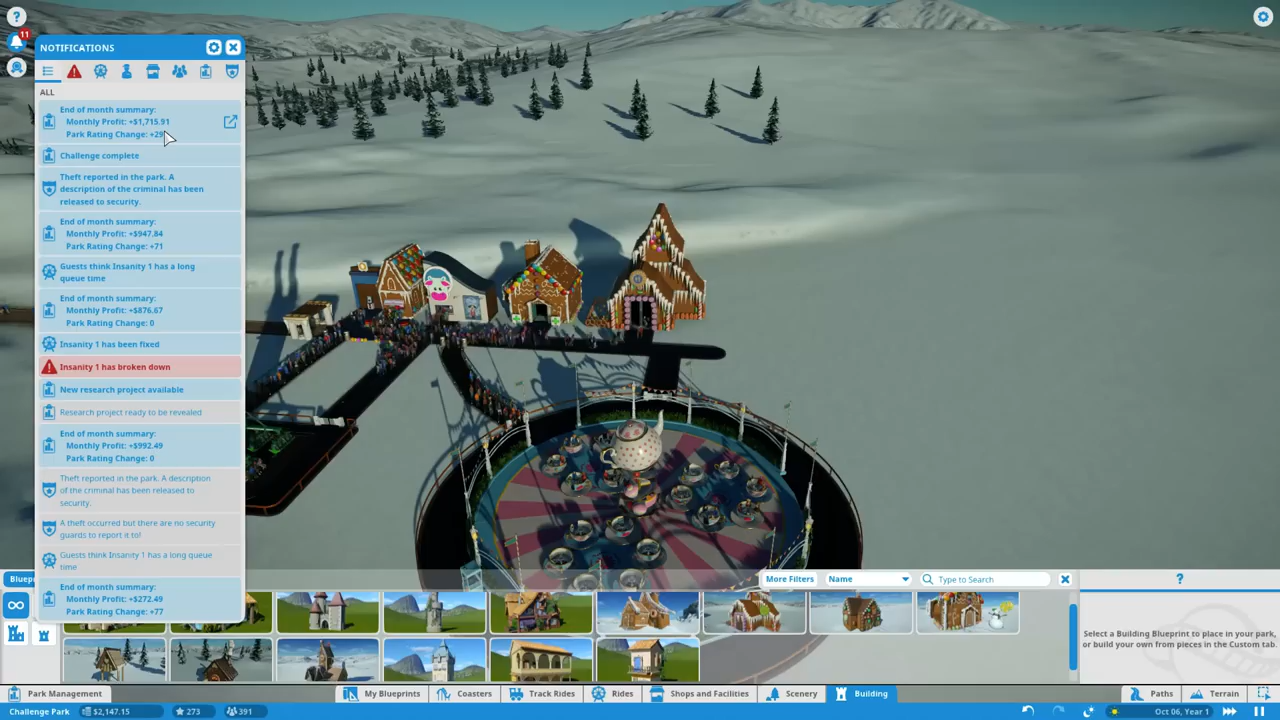 ?
11
NOTIFICATIONS
ALL
End of month summary:
Monthly Profit: +$1,715.91
Park Rating Change: +29
Challenge complete
Theft reported in the park. A
description of the criminal has been
released to security.
End of month summary:
Monthly Profit: +$947.84
Park Rating Change: +71
Guests think Insanity 1 has a long
queue time
End of month summary:
Monthly Profit: +$876.67
Park Rating Change: 0
Insanity 1 has been fixed
Insanity 1 has broken down
New research project available
Research project ready to be revealed
End of month summary:
Monthly Profit: +$992.49
Park Rating Change: 0
Theft reported in the park. A description
of the criminal has been released to
security.
A theft occurred but there are no security
guards to report it to!
Guests think Insanity 1 has a long queue
time
End of month summary:
Monthly Profit: +$272.49
Park Rating Change: +77
More Filters
Name
Type to Search
?
Select a Building Blueprint to place in your park,
or build your own from pieces in the Custom tab.
Park Management
My Blueprints
Coasters
Track Rides
Rides
Shops and Facilities
Scenery
Building
Paths
Terrain
Challenge Park
$2,147.15
273
391
Oct 06, Year 1